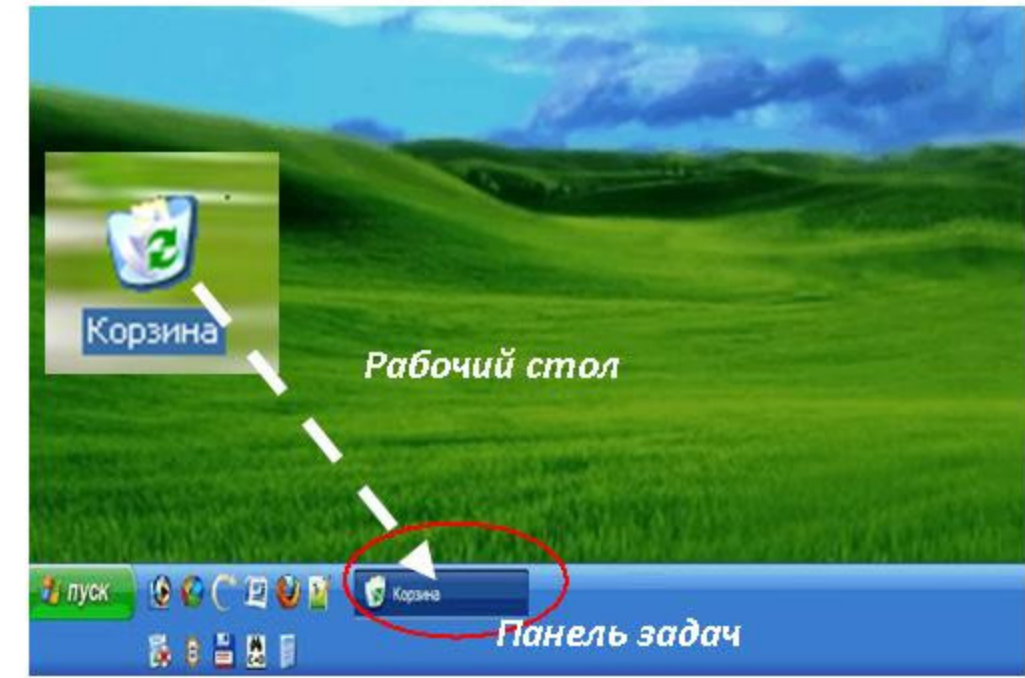 Корзина
Рабочий стол
пуск
Корзина
Панель задач